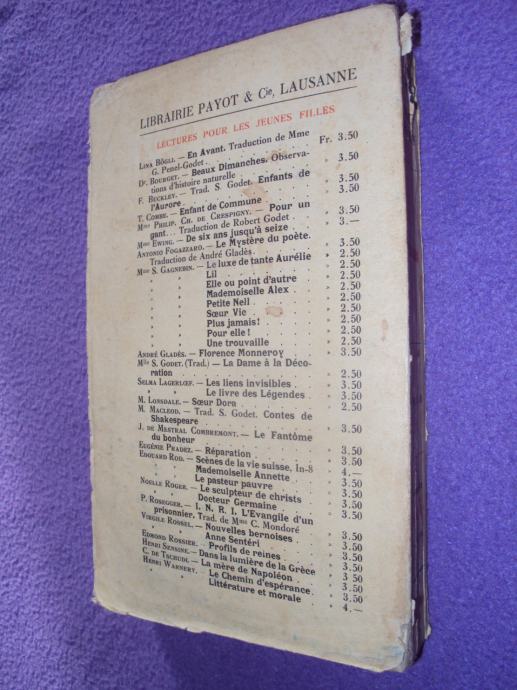 LIBRAIRIE PAYOT & Cie, LAUSANNE
LECTURES POUR LES JEUNES FILLES
LINA BÖGLI. — En Avant. Traduction de Mme
G. Penel-Godet . Fr. 3.50
Dr. BOURGET. — Beaux Dimanches. Observa-
tions d'histoire naturelle . » 3.50
F. BUCKLEY. — Trad. S. Godet. Enfants de
l'Aurore . » 3.50
T. COMBE. — Enfant de Commune . » 3.50
Mme PHILIP. CH. DE CRESPIGNY. — Pour un
gant... Traduction de Robert Godet . » 3.50
Mme EWING. — De six ans jusqu'à seize . » 3.—
ANTONIO FOGAZZARO. — Le Mystère du poète.
Traduction de André Gladès. » 3.50
Mlle S. GAGNEBIN. — Le luxe de tante Aurélie » 2.50
» » Lil » 2.50
» » Elle ou point d'autre » 2.50
» » Mademoiselle Alex » 2.50
» » Petite Nell » 2.50
» » Sœur Vie » 2.50
» » Plus jamais! » 2.50
» » Pour elle! » 2.50
» » Une trouvaille » 2.50
ANDRÉ GLADÈS. — Florence Monneroy » 3.50
Mlle S. GODET. (Trad.) — La Dame à la Déco-
ration » 2.50
SELMA LAGERLŒF. — Les liens invisibles » 3.50
» » Le livre des Légendes » 3.50
M. LONSDALE. — Sœur Dora » 2.50
M. MACLEOD. — Trad. S. Godet. Contes de
Shakespeare » 3.50
J. DE MESTRAL COMBREMONT. — Le Fantôme
du bonheur » 3.50
EUGÉNIE PRADEZ. — Réparation » 3.50
EDOUARD ROD. — Scènes de la vie suisse, In-8 » 4.—
» » Mademoiselle Annette » 3.50
» » Le pasteur pauvre » 3.50
NOËLLE ROGER. — Le sculpteur de christs » 3.50
» » Docteur Germaine » 3.50
P. ROSEGGER. — I. N. R. I. L'Evangile d'un
prisonnier. Trad. de Mme C. Mondoré » 3.50
VIRGILE ROSSEL. — Nouvelles bernoises » 3.50
» » Anne Sentéri » 3.50
EDMOND ROSSIER. — Profils de reines » 3.50
HENRI SENSINE. — Dans la lumière de la Grèce » 3.50
C. DE TSCHUDI. — La mère de Napoléon » 3.50
HENRI WARNERY. — Le Chemin d'espérance » 3.50
» » Littérature et morale » 4.—